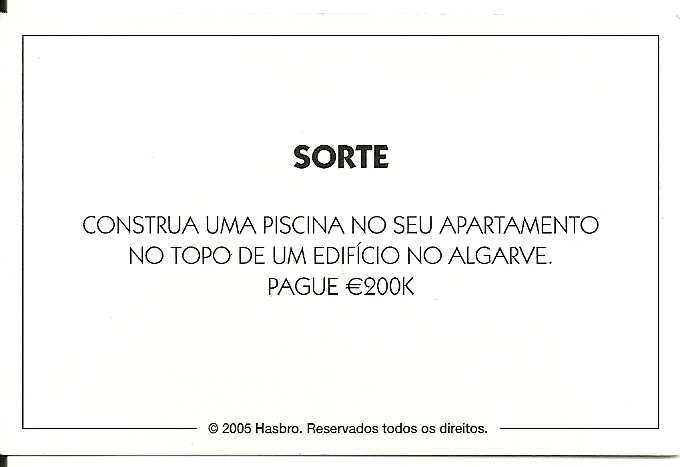 SORTE
CONSTRUA UMA PISCINA NO SEU APARTAMENTO
NO TOPO DE UM EDIFÍCIO NO ALGARVE.
PAGUE €200K
© 2005 Hasbro. Reservados todos os direitos.